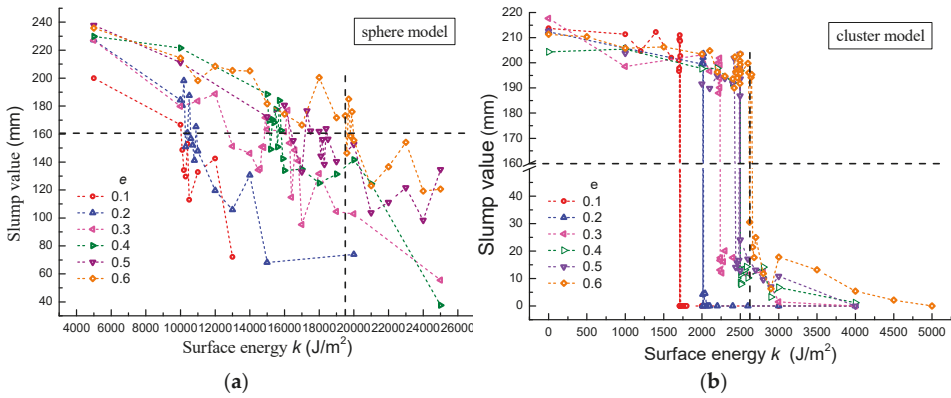 sphere model
Slump value (mm)
240
220
200
180
160
140
120
100
80
60
40
e
0.1
0.2
0.3
0.4
0.5
0.6
4000 6000 8000 10000 12000 14000 16000 18000 20000 22000 24000 26000
Surface energy k (J/m²)
(a)
cluster model
Slump value (mm)
220
210
200
190
180
170
160
40
20
0
e
0.1
0.2
0.3
0.4
0.5
0.6
0 500 1000 1500 2000 2500 3000 3500 4000 4500 5000
Surface energy k (J/m²)
(b)